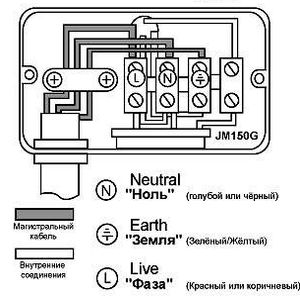 L N
JM150G
N Neutral
"Ноль" (голубой или чёрный)
Магистральный
кабель
Earth
"Земля" (Зелёный/Жёлтый)
Внутренние
соединения
L Live
"Фаза" (Красный или коричневый)